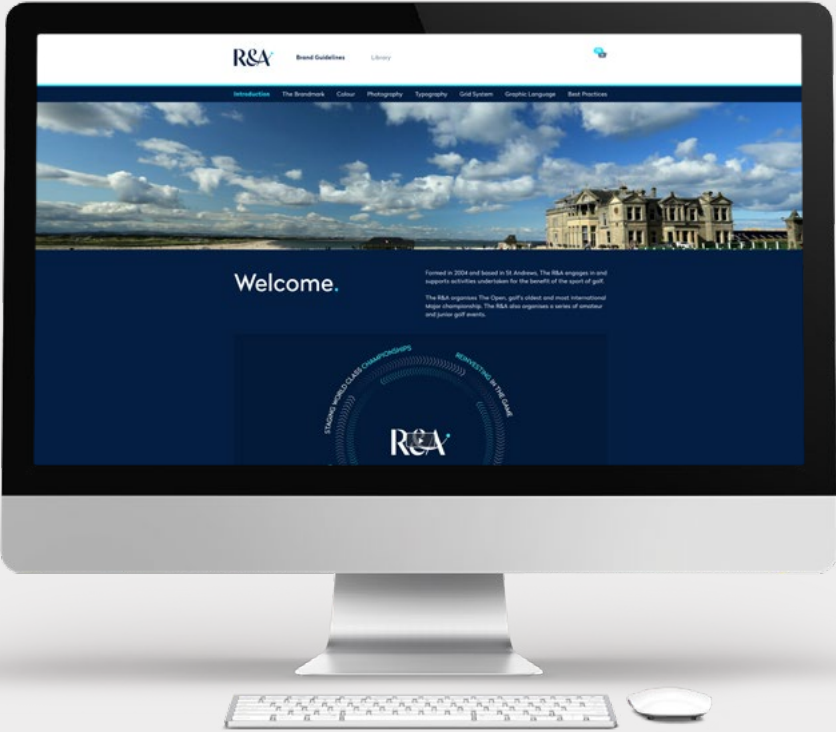 R&A
Brand Guidelines
Library
Introduction The Brandmark Colour Photography Typography Grid System Graphic Language Best Practices
Welcome.
Formed in 2004 and based in St Andrews, The R&A engages in and
supports activities undertaken for the benefit of the sport of golf.
The R&A organises The Open, golf's oldest and most international
Major championship. The R&A also organises a series of amateur
and junior golf events.
STAGING WORLD CLASS CHAMPIONSHIPS
REINVESTING IN THE GAME
R&A